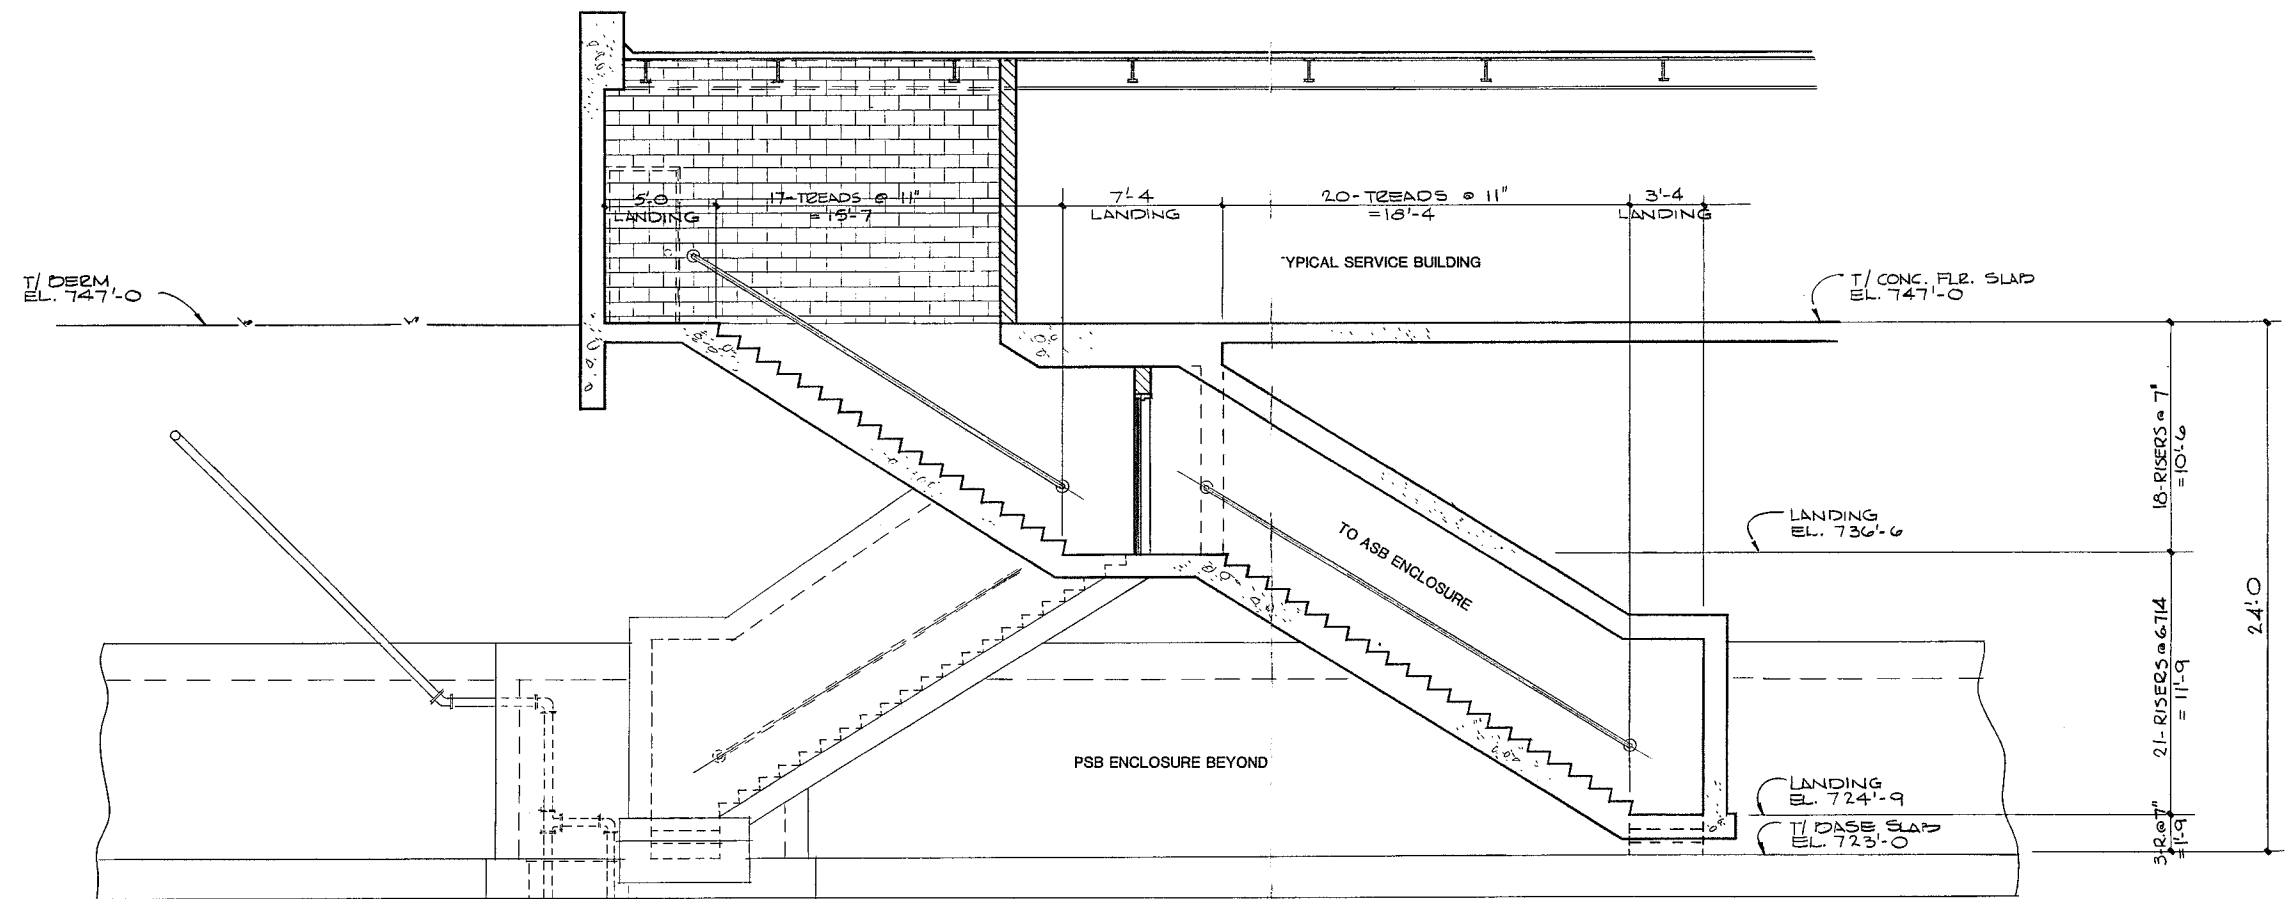 5'-0
LANDING
17-TREADS @ 11"
=15'-7
7'-4
LANDING
20-TREADS @ 11"
=18'-4
3'-4
LANDING
T/ BERM
EL. 747'-0
YPICAL SERVICE BUILDING
T/ CONC. FLR. SLAB
EL. 747'-0
18-RISERS @ 7"
=10'-6
LANDING
EL. 736'-6
TO ASB ENCLOSURE
24'-0
21-RISERS @ 6.714
=11'-9
PSB ENCLOSURE BEYOND
LANDING
EL. 724'-9
T/ BASE SLAB
EL. 723'-0
3-R.@7"
=1'-9